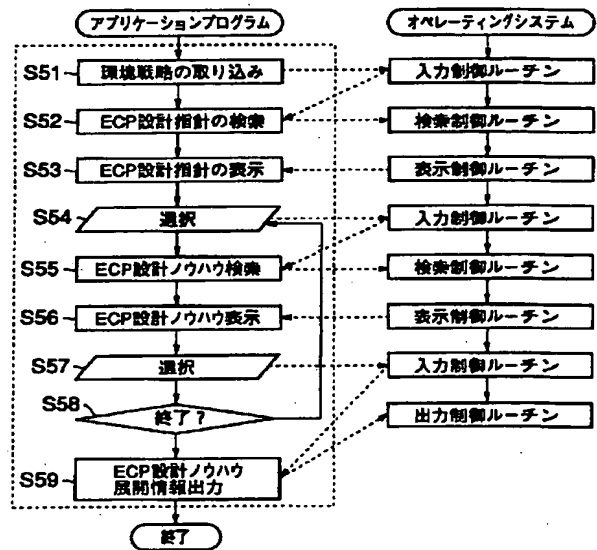 アプリケーションプログラム
オペレーティングシステム
S51
環境戦略の取り込み
入力制御ルーチン
S52
ECP設計指針の検索
検索制御ルーチン
S53
ECP設計指針の表示
表示制御ルーチン
S54
選択
入力制御ルーチン
S55
ECP設計ノウハウ検索
検索制御ルーチン
S56
ECP設計ノウハウ表示
表示制御ルーチン
S57
選択
入力制御ルーチン
S58
終了?
出力制御ルーチン
S59
ECP設計ノウハウ
展開情報出力
終了